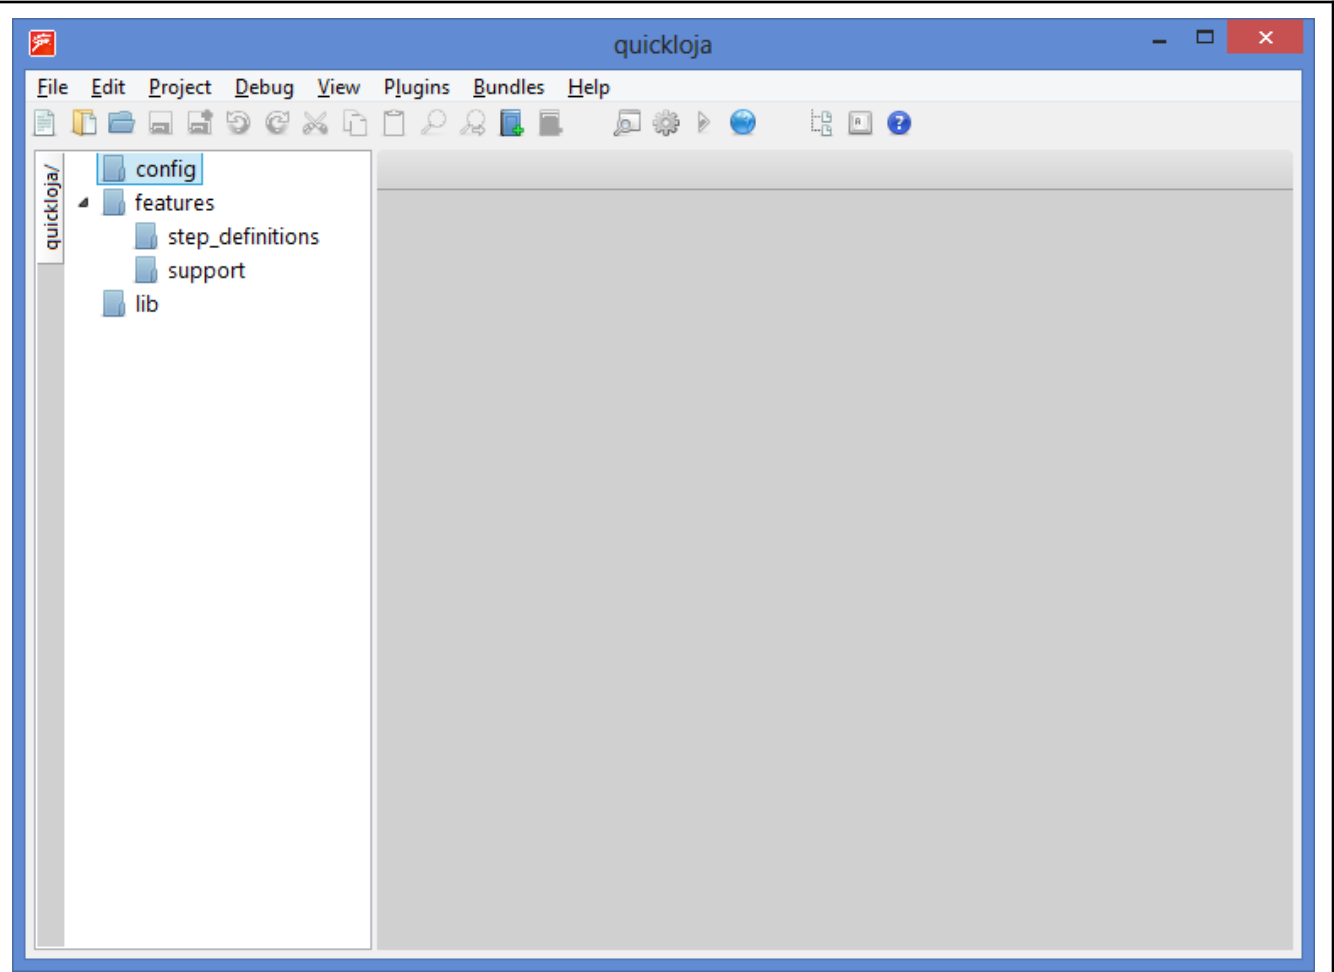 quickloja
File Edit Project Debug View Plugins Bundles Help
quickloja/
config
features
step_definitions
support
lib